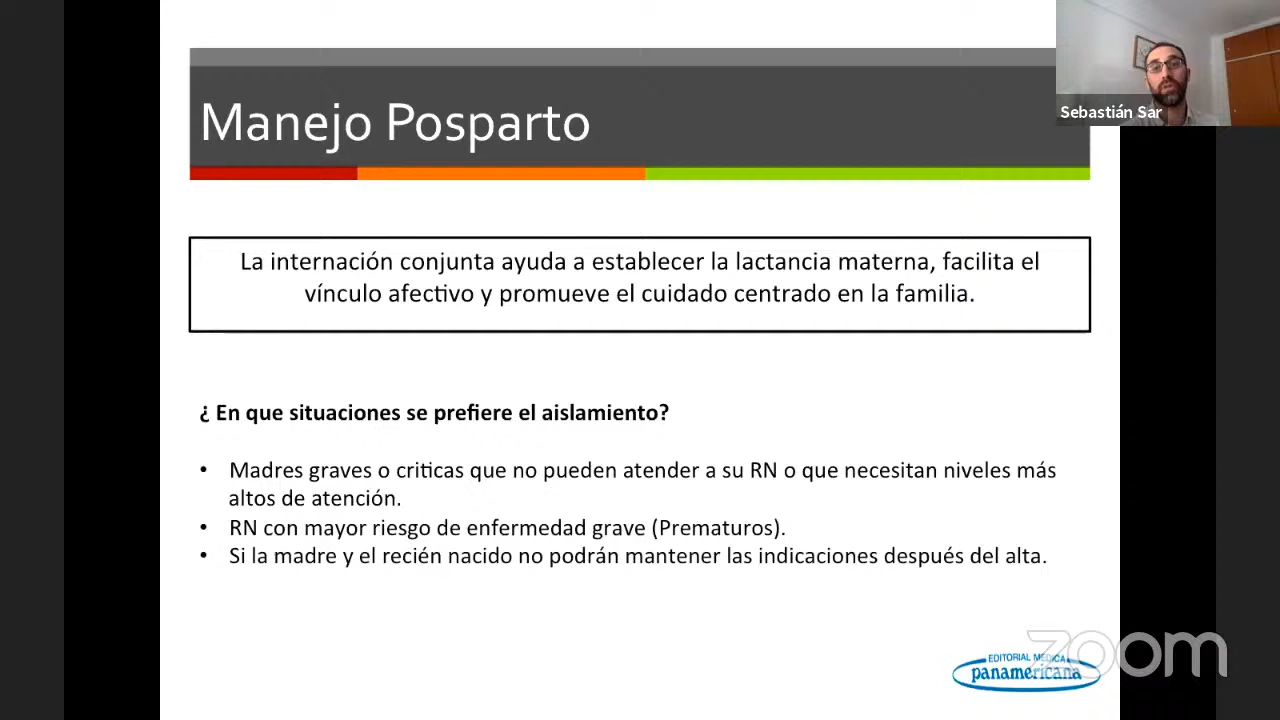 Manejo Posparto
Sebastián Sar
La internación conjunta ayuda a establecer la lactancia materna, facilita el
vínculo afectivo y promueve el cuidado centrado en la familia.
¿ En que situaciones se prefiere el aislamiento?
• Madres graves o criticas que no pueden atender a su RN o que necesitan niveles más
altos de atención.
• RN con mayor riesgo de enfermedad grave (Prematuros).
• Si la madre y el recién nacido no podrán mantener las indicaciones después del alta.
EDITORIAL MEDICA
panamericana
zoom